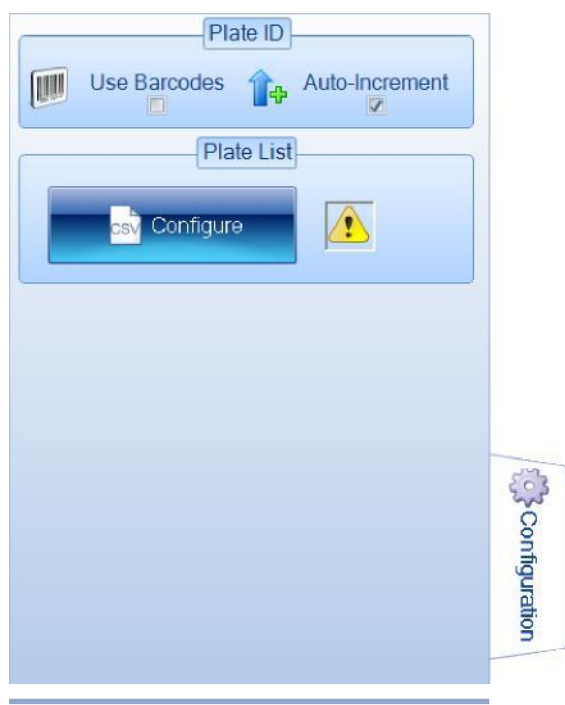 Plate ID
Use Barcodes Auto-Increment
Plate List
CSV Configure
Configuration